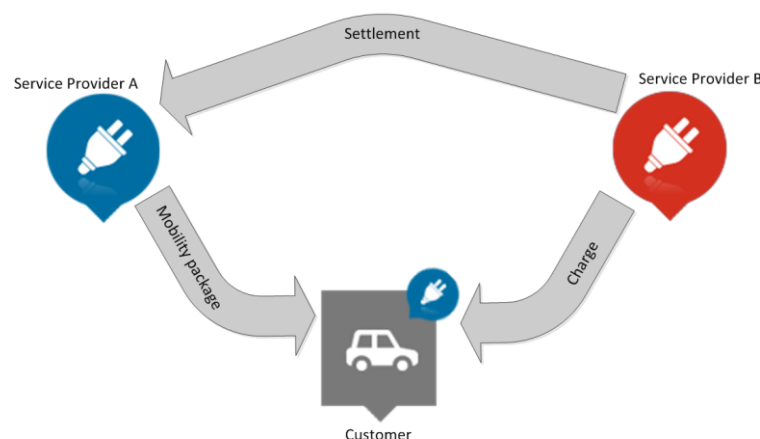 Settlement
Service Provider A
Service Provider B
Mobility package
Charge
Customer